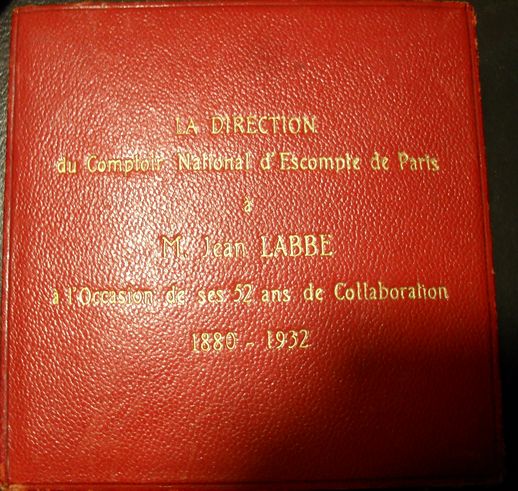 LA DIRECTION
du Comptoir National d'Escompte de Paris
à
M. Jean LABBE
à l'Occasion de ses 52 ans de Collaboration
1880 - 1932